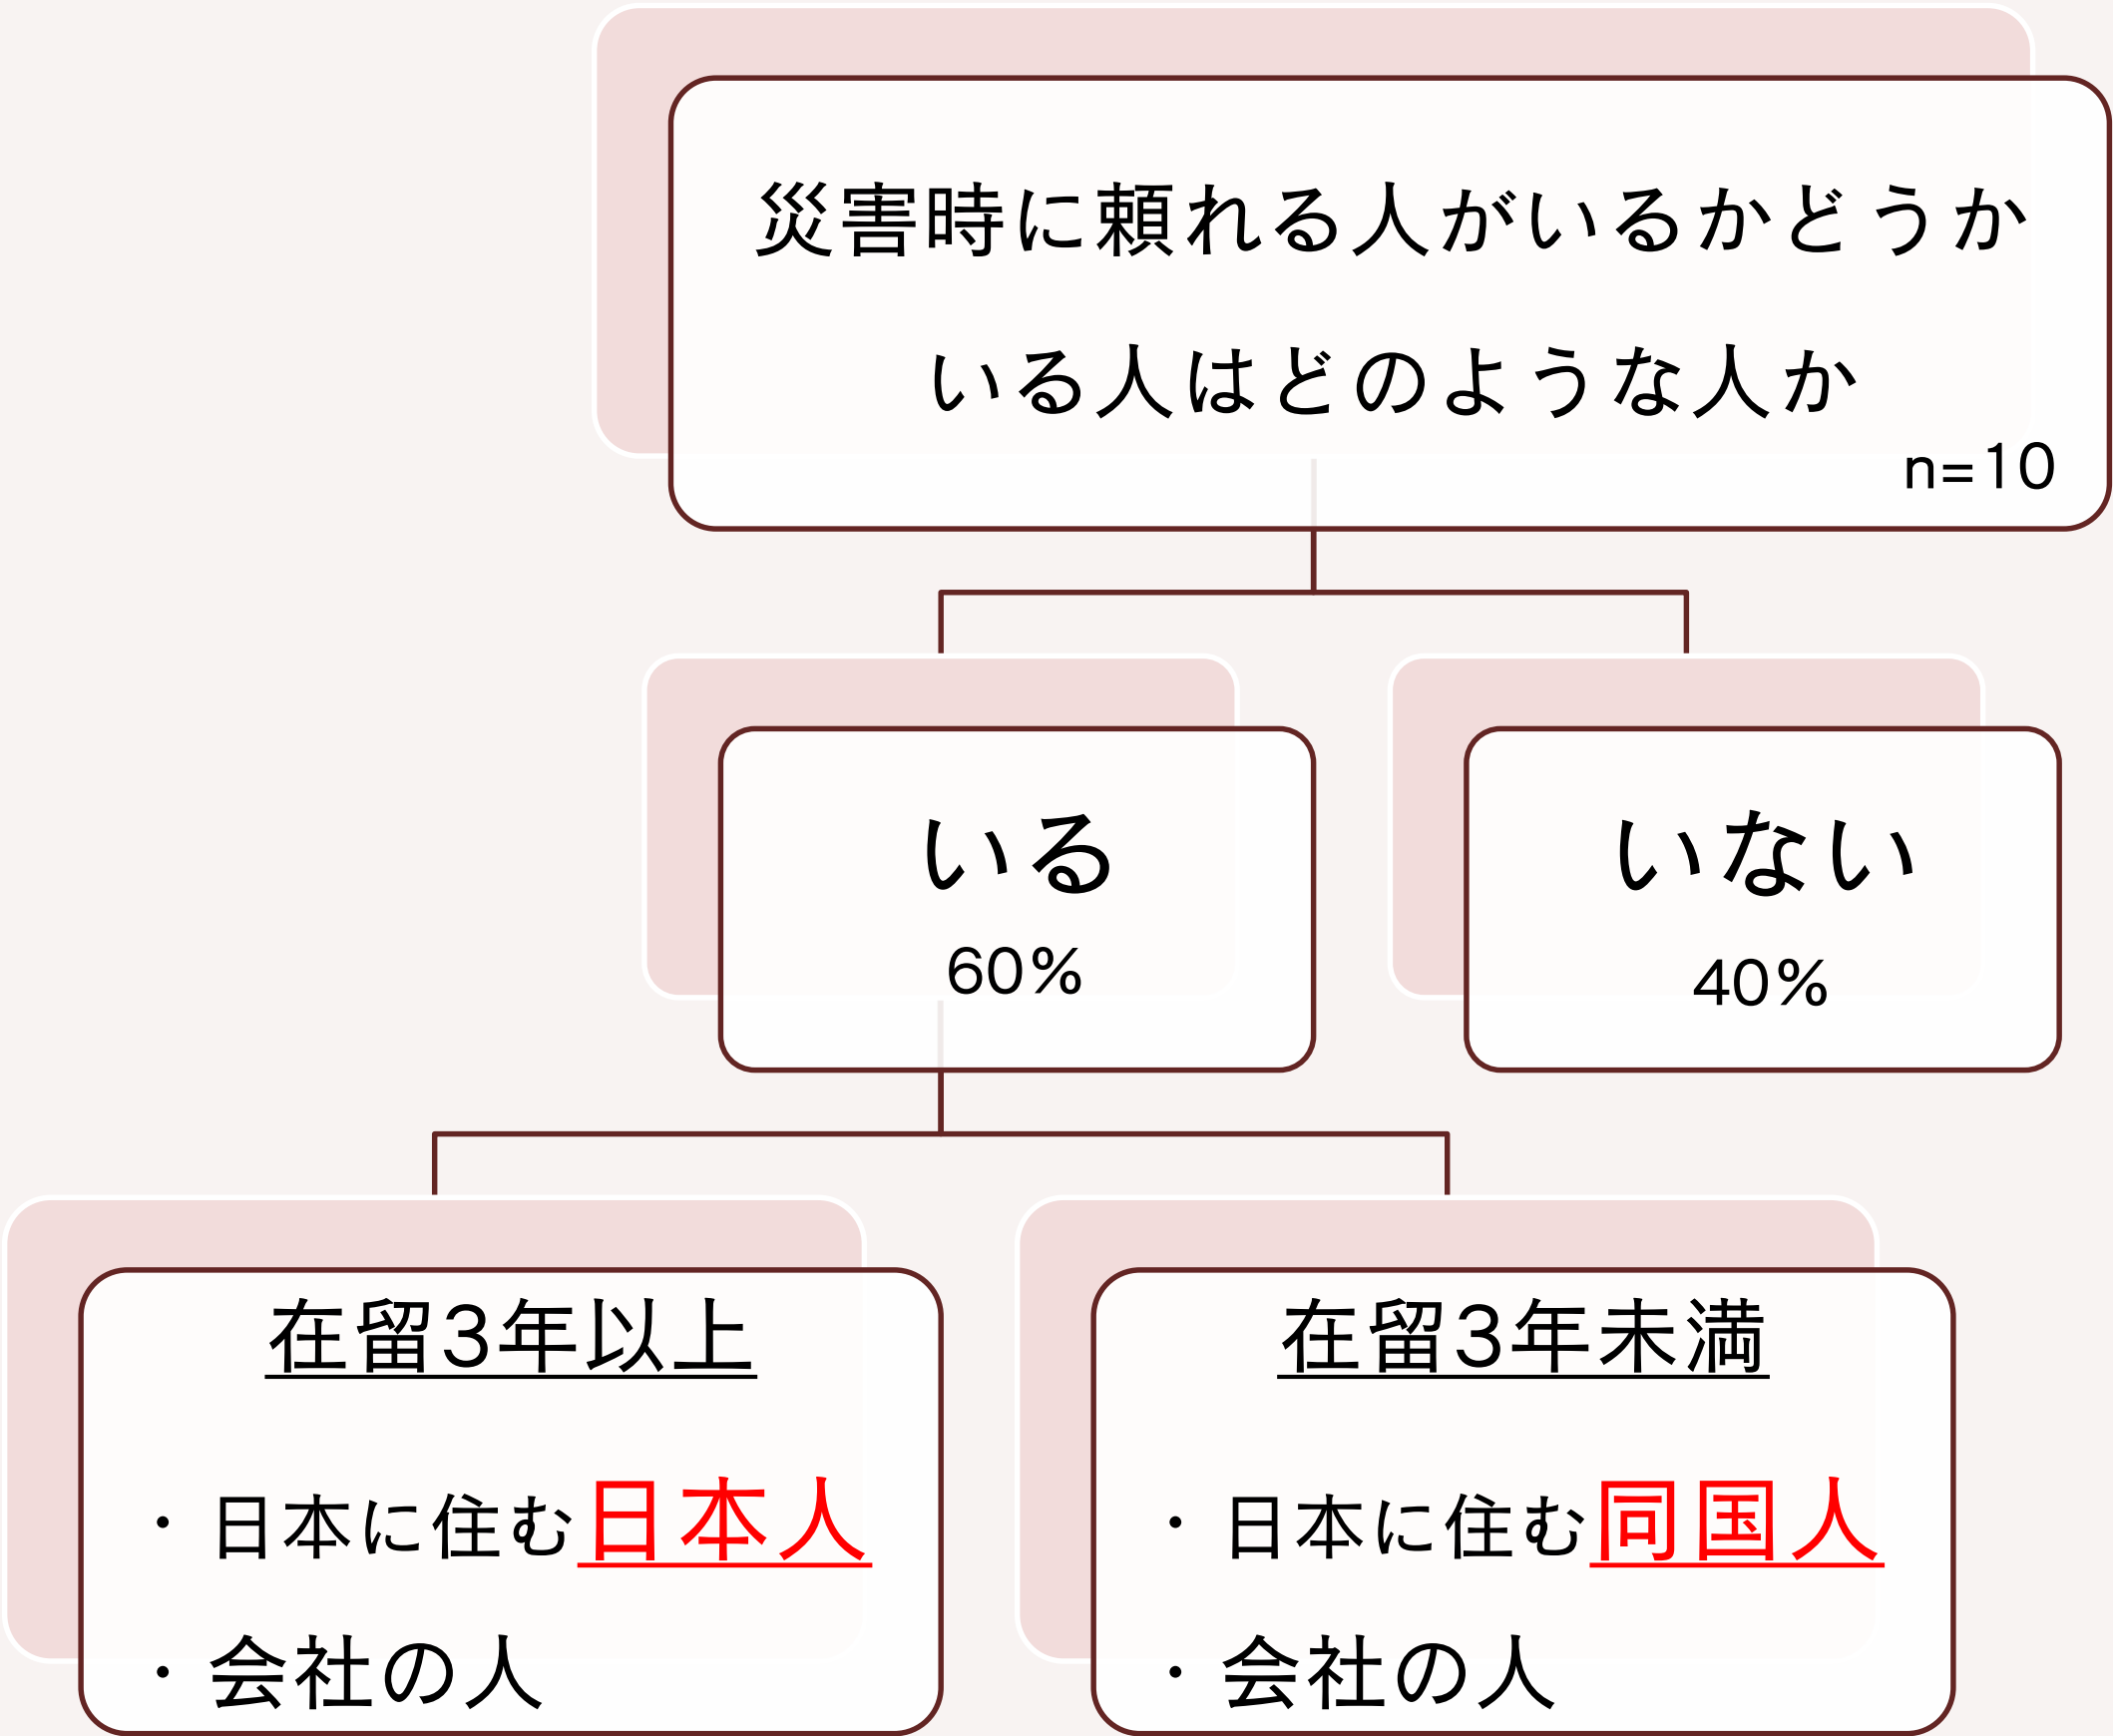 災害時に頼れる人がいるかどうか
いる人はどのような人か
n=10
いる
60%
いない
40%
在留3年以上
・ 日本に住む日本人
・ 会社の人
在留3年未満
・ 日本に住む同国人
・ 会社の人